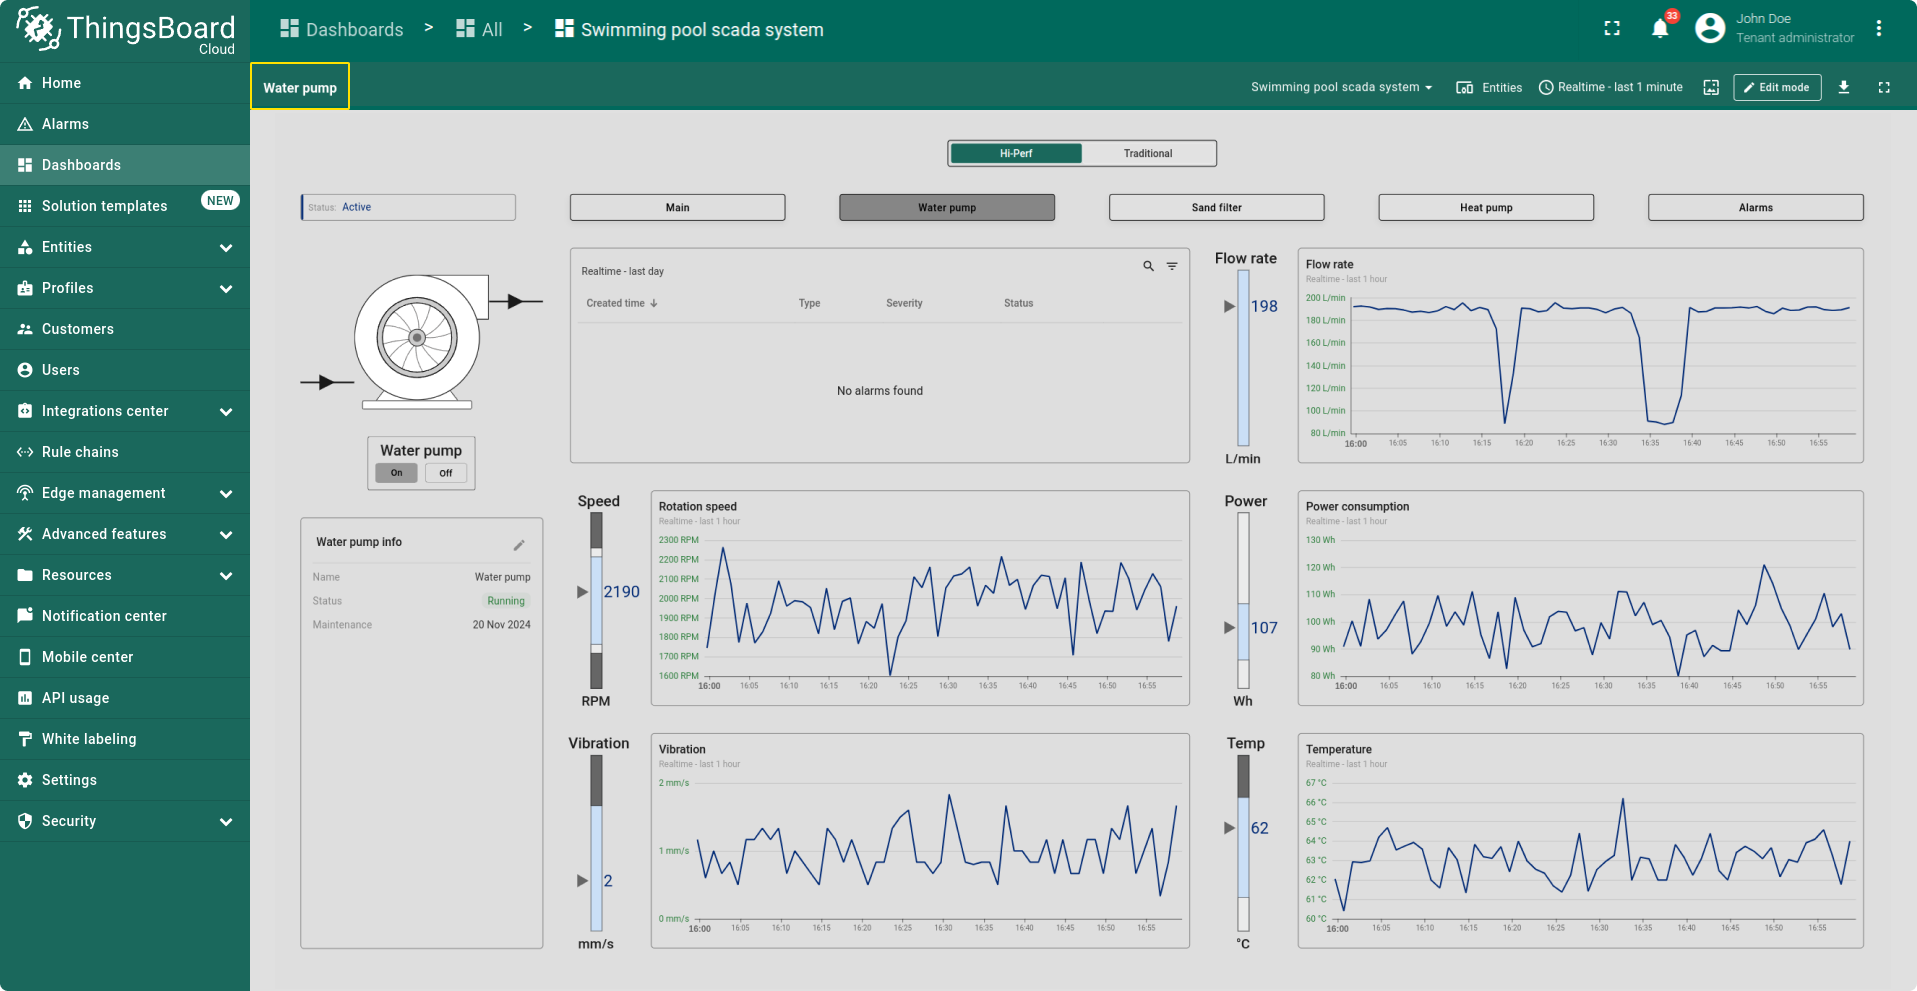 ThingsBoard
Cloud
Dashboards > All > Swimming pool scada system
33
John Doe
Tenant administrator
Water pump
Swimming pool scada system
Entities
Realtime - last 1 minute
Edit mode
Home
Alarms
Dashboards
Solution templates NEW
Entities
Profiles
Customers
Users
Integrations center
Rule chains
Edge management
Advanced features
Resources
Notification center
Mobile center
API usage
White labeling
Settings
Security
Hi-Perf Traditional
Status: Active
Main
Water pump
Sand filter
Heat pump
Alarms
Water pump
On Off
Water pump info
Name Water pump
Status Running
Maintenance 20 Nov 2024
Realtime - last day
Created time Type Severity Status
No alarms found
Flow rate
198
L/min
Flow rate
Realtime - last 1 hour
200 L/min
180 L/min
160 L/min
140 L/min
120 L/min
100 L/min
80 L/min
16:00 16:05 16:10 16:15 16:20 16:25 16:30 16:35 16:40 16:45 16:50 16:55
Speed
2190
RPM
Rotation speed
Realtime - last 1 hour
2300 RPM
2200 RPM
2100 RPM
2000 RPM
1900 RPM
1800 RPM
1700 RPM
1600 RPM
16:00 16:05 16:10 16:15 16:20 16:25 16:30 16:35 16:40 16:45 16:50 16:55
Power
107
Wh
Power consumption
Realtime - last 1 hour
130 Wh
120 Wh
110 Wh
100 Wh
90 Wh
80 Wh
16:00 16:05 16:10 16:15 16:20 16:25 16:30 16:35 16:40 16:45 16:50 16:55
Vibration
2
mm/s
Vibration
Realtime - last 1 hour
2 mm/s
1 mm/s
0 mm/s
16:00 16:05 16:10 16:15 16:20 16:25 16:30 16:35 16:40 16:45 16:50 16:55
Temp
62
°C
Temperature
Realtime - last 1 hour
67 °C
66 °C
65 °C
64 °C
63 °C
62 °C
61 °C
60 °C
16:00 16:05 16:10 16:15 16:20 16:25 16:30 16:35 16:40 16:45 16:50 16:55